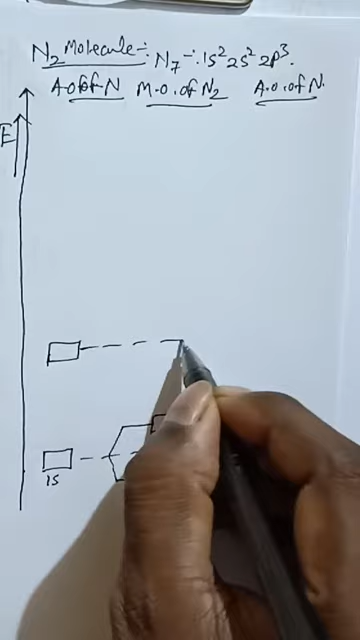 N₂ Molecule:- N₇ -: 1s² 2s² 2p³.
A.O of N M.O. of N₂ A.O. of N.
E
1s